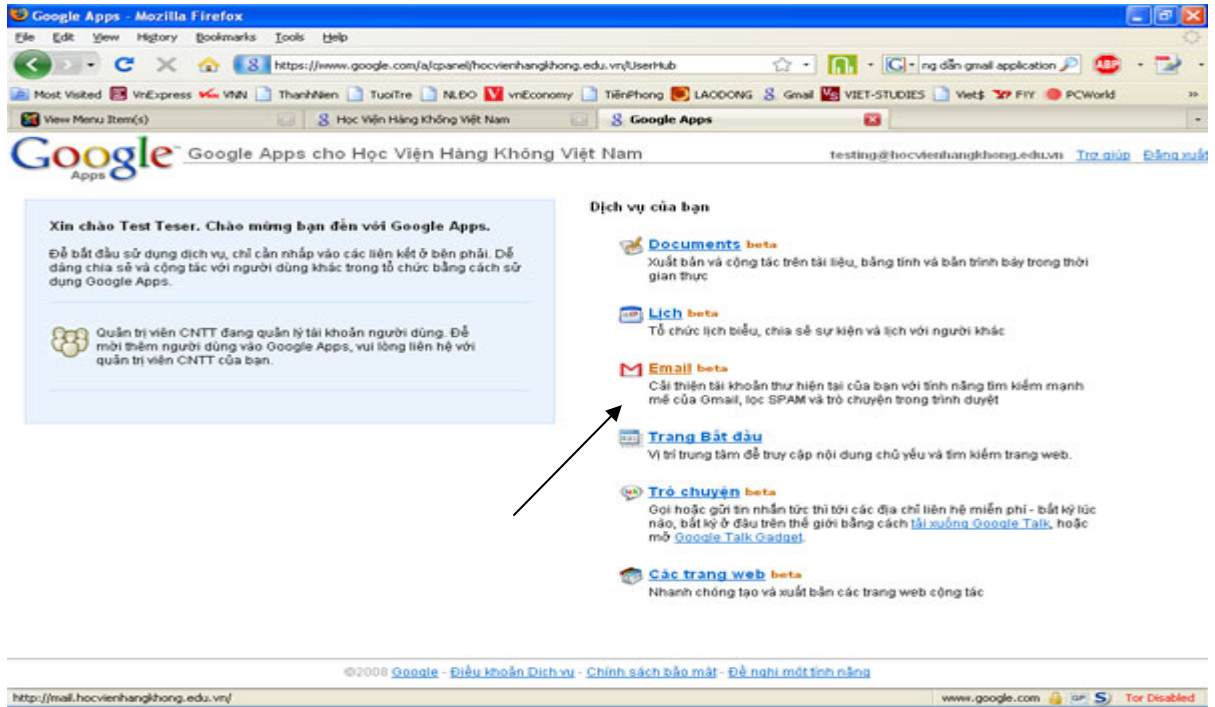 Google Apps - Mozilla Firefox
File Edit View History Bookmarks Tools Help
https://www.google.com/a/cpanel/hocvienhangkhong.edu.vn/UserHub
ng dẫn gmail application
Most Visited VnExpress VNN ThanhNien TuoiTre NLĐO vnEconomy TiềnPhong LAODONG Gmail VIET-STUDIES Viet$ FIY PCWorld
View Menu Item(s) Học Viện Hàng Không Việt Nam Google Apps
Google Apps
Google Apps cho Học Viện Hàng Không Việt Nam
testing@hocvienhangkhong.edu.vn Trợ giúp Đăng xuất
Xin chào Test Teser. Chào mừng bạn đến với Google Apps.
Để bắt đầu sử dụng dịch vụ, chỉ cần nhấp vào các liên kết ở bên phải. Dễ
dàng chia sẻ và cộng tác với người dùng khác trong tổ chức bằng cách sử
dụng Google Apps.
Quản trị viên CNTT đang quản lý tài khoản người dùng. Để
mời thêm người dùng vào Google Apps, vui lòng liên hệ với
quản trị viên CNTT của bạn.
Dịch vụ của bạn
Documents beta
Xuất bản và cộng tác trên tài liệu, bảng tính và bản trình bày trong thời
gian thực
Lịch beta
Tổ chức lịch biểu, chia sẻ sự kiện và lịch với người khác
Email beta
Cải thiện tài khoản thư hiện tại của bạn với tính năng tìm kiếm mạnh
mẽ của Gmail, lọc SPAM và trò chuyện trong trình duyệt
Trang Bắt đầu
Vị trí trung tâm để truy cập nội dung chủ yếu và tìm kiếm trang web.
Trò chuyện beta
Gọi hoặc gửi tin nhắn tức thì tới các địa chỉ liên hệ miễn phí - bất kỳ lúc
nào, bất kỳ ở đâu trên thế giới bằng cách tải xuống Google Talk, hoặc
mở Google Talk Gadget.
Các trang web beta
Nhanh chóng tạo và xuất bản các trang web cộng tác
©2008 Google - Điều khoản Dịch vụ - Chính sách bảo mật - Đề nghị một tính năng
http://mail.hocvienhangkhong.edu.vn/
www.google.com Tor Disabled